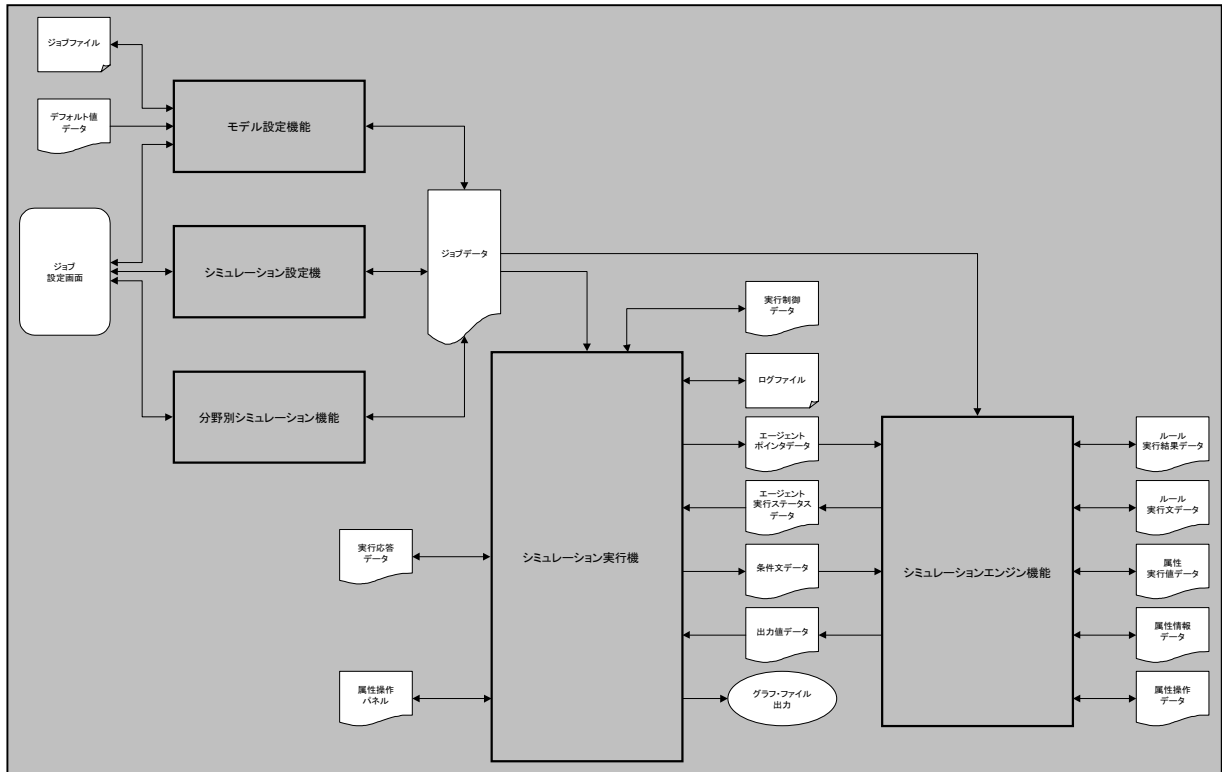 ジョブファイル
デフォルト値
データ
モデル設定機能
ジョブ
設定画面
シミュレーション設定機
ジョブデータ
分野別シミュレーション機能
実行制御
データ
ログファイル
エージェント
ポインタデータ
エージェント
実行ステータス
データ
実行応答
データ
シミュレーション実行機
条件文データ
出力値データ
属性操作
パネル
グラフ・ファイル
出力
シミュレーションエンジン機能
ルール
実行結果データ
ルール
実行文データ
属性
実行値データ
属性情報
データ
属性操作
データ